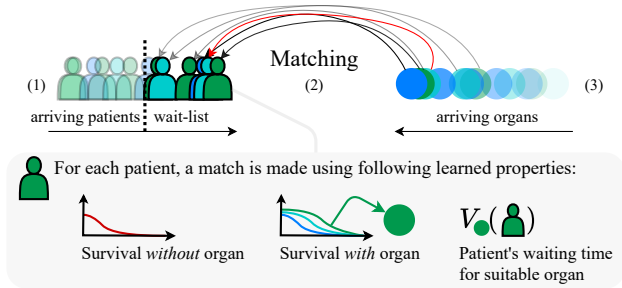 Matching
(1)
(2)
(3)
arriving patients
wait-list
arriving organs
For each patient, a match is made using following learned properties:
Survival without organ
Survival with organ
V ( )
Patient's waiting time
for suitable organ